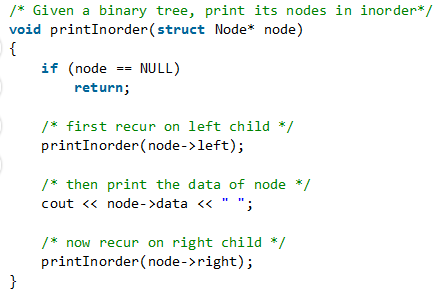 /* Given a binary tree, print its nodes in inorder*/
void printInorder(struct Node* node)
{
    if (node == NULL)
        return;
    /* first recur on left child */
    printInorder(node->left);
    /* then print the data of node */
    cout << node->data << " ";
    /* now recur on right child */
    printInorder(node->right);
}